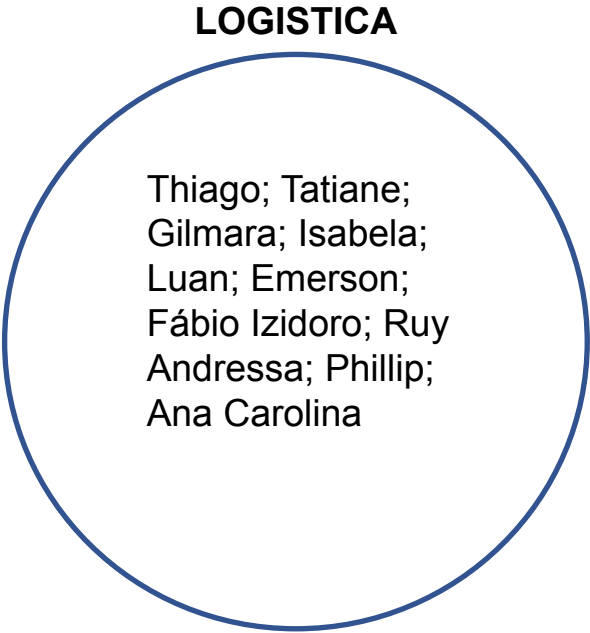 LOGISTICA
Thiago; Tatiane;
Gilmara; Isabela;
Luan; Emerson;
Fábio Izidoro; Ruy
Andressa; Phillip;
Ana Carolina